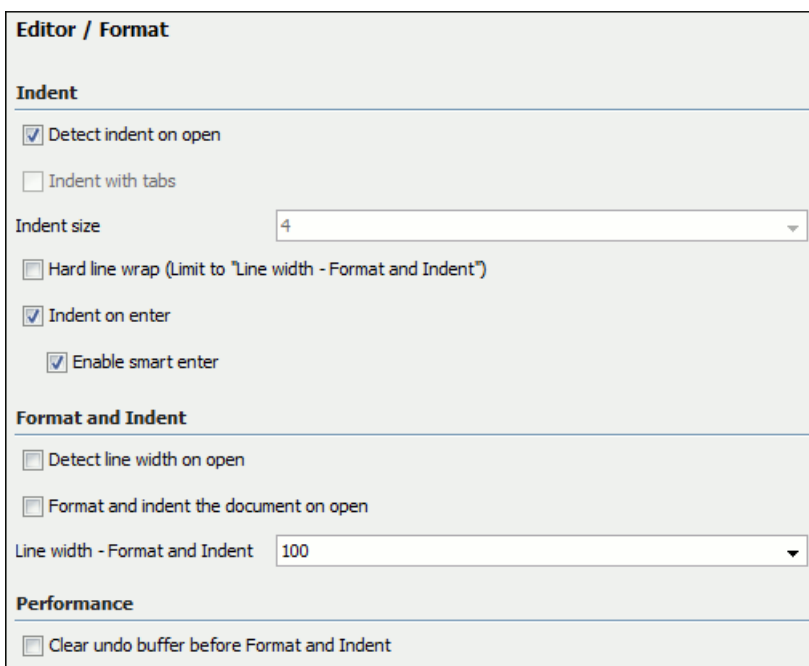 Editor / Format
Indent
Detect indent on open
Indent with tabs
Indent size 4
Hard line wrap (Limit to "Line width - Format and Indent")
Indent on enter
Enable smart enter
Format and Indent
Detect line width on open
Format and indent the document on open
Line width - Format and Indent 100
Performance
Clear undo buffer before Format and Indent